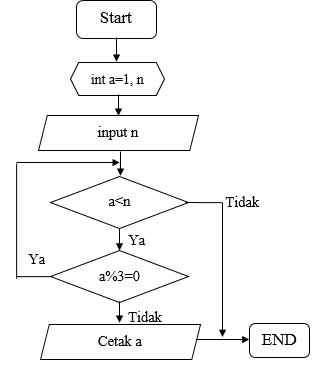 Start
int a=1, n
input n
a<n
Tidak
Ya
Ya
a%3=0
Tidak
Cetak a
END